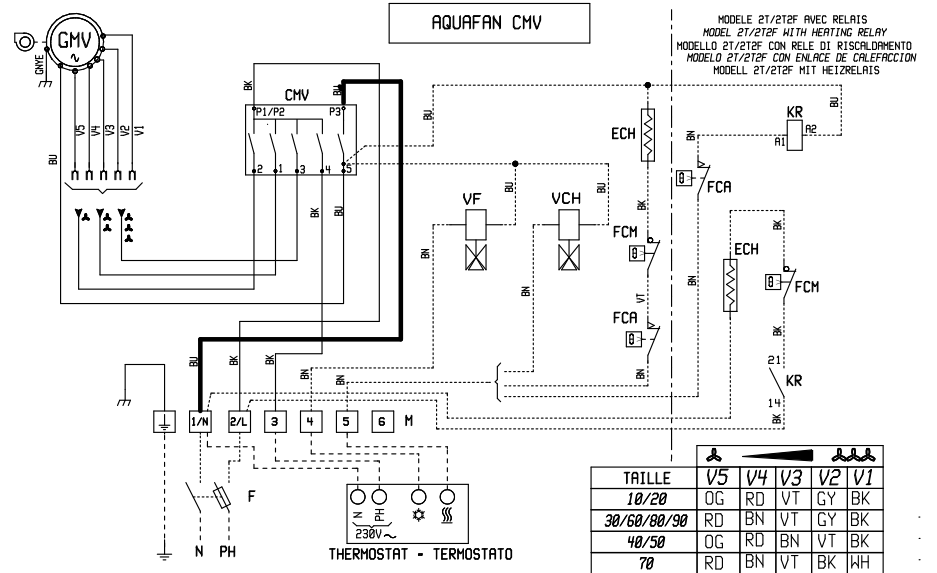 AQUAFAN CMV
MODELE 2T/2T2F AVEC RELAIS
MODEL 2T/2T2F WITH HEATING RELAY
MODELLO 2T/2T2F CON RELE DI RISCALDAMENTO
MODELO 2T/2T2F CON ENLACE DE CALEFACCION
MODELL 2T/2T2F MIT HEIZRELAIS
GMV
~
GNYE
BU
V5
V4
V3
V2
V1
BK
CMV
BU
P1/P2
P3
2
1
3
4
5
BK
BU
BU
ECH
BN
KR
A1
A2
BU
FCA
VF
BU
VCH
BU
BN
BN
BK
FCM
VT
FCA
BN
BN
ECH
BK
FCM
BK
21
KR
14
BK
BU
BK
BK
BN
BN
1/N
2/L
3
4
5
6
M
F
N
PH
N
PH
230V~
THERMOSTAT - TERMOSTATO
TAILLE V5 V4 V3 V2 V1
10/20 OG RD VT GY BK
30/60/80/90 RD BN VT GY BK
40/50 OG RD BN VT BK
70 RD BN VT BK WH